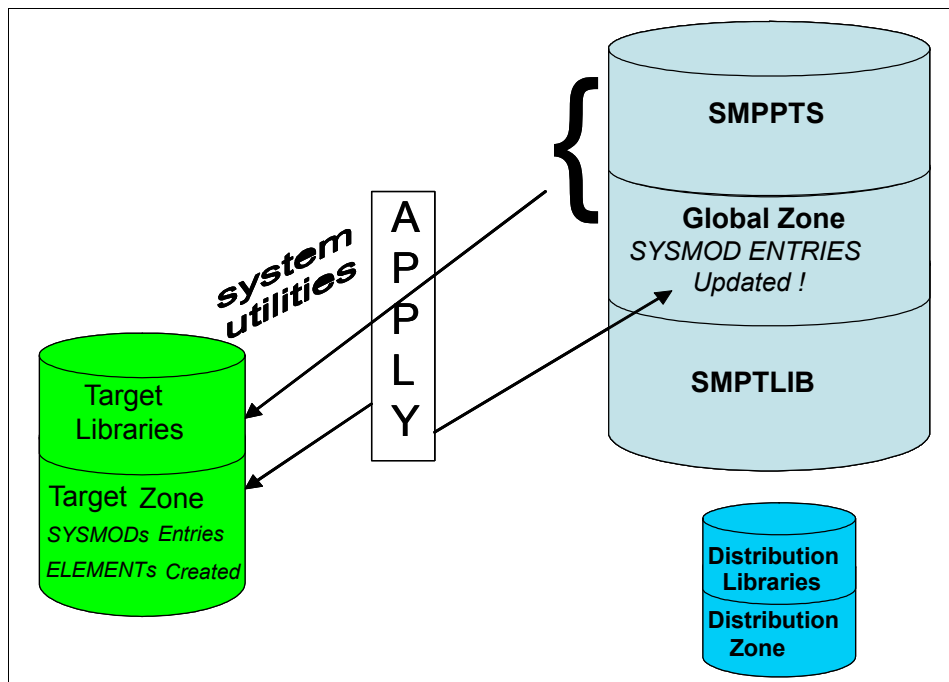 SMPPTS
Global Zone
SYSMOD ENTRIES
Updated !
SMPTLIB
{
A
P
P
L
Y
system
utilities
Target
Libraries
Target Zone
SYSMODs Entries
ELEMENTs Created
Distribution
Libraries
Distribution
Zone